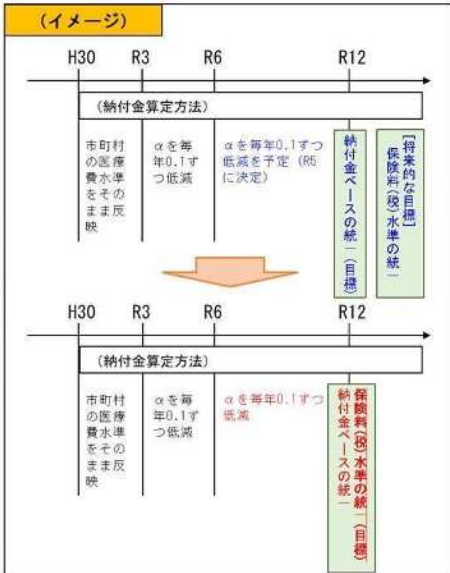 （イメージ）
H30 R3 R6 R12
（納付金算定方法）
市町村
の医療
費水準
をその
まま反
映
αを毎
年0.1ず
つ低減
αを毎年0.1ずつ
低減を予定（R5
に決定）
納付金ベースの統一（目標）
［将来的な目標］
保険料（税）水準の統一
H30 R3 R6 R12
（納付金算定方法）
市町村
の医療
費水準
をその
まま反
映
αを毎
年0.1ず
つ低減
αを毎年0.1ずつ
低減
保険料（税）水準の統一（目標）
納付金ベースの統一